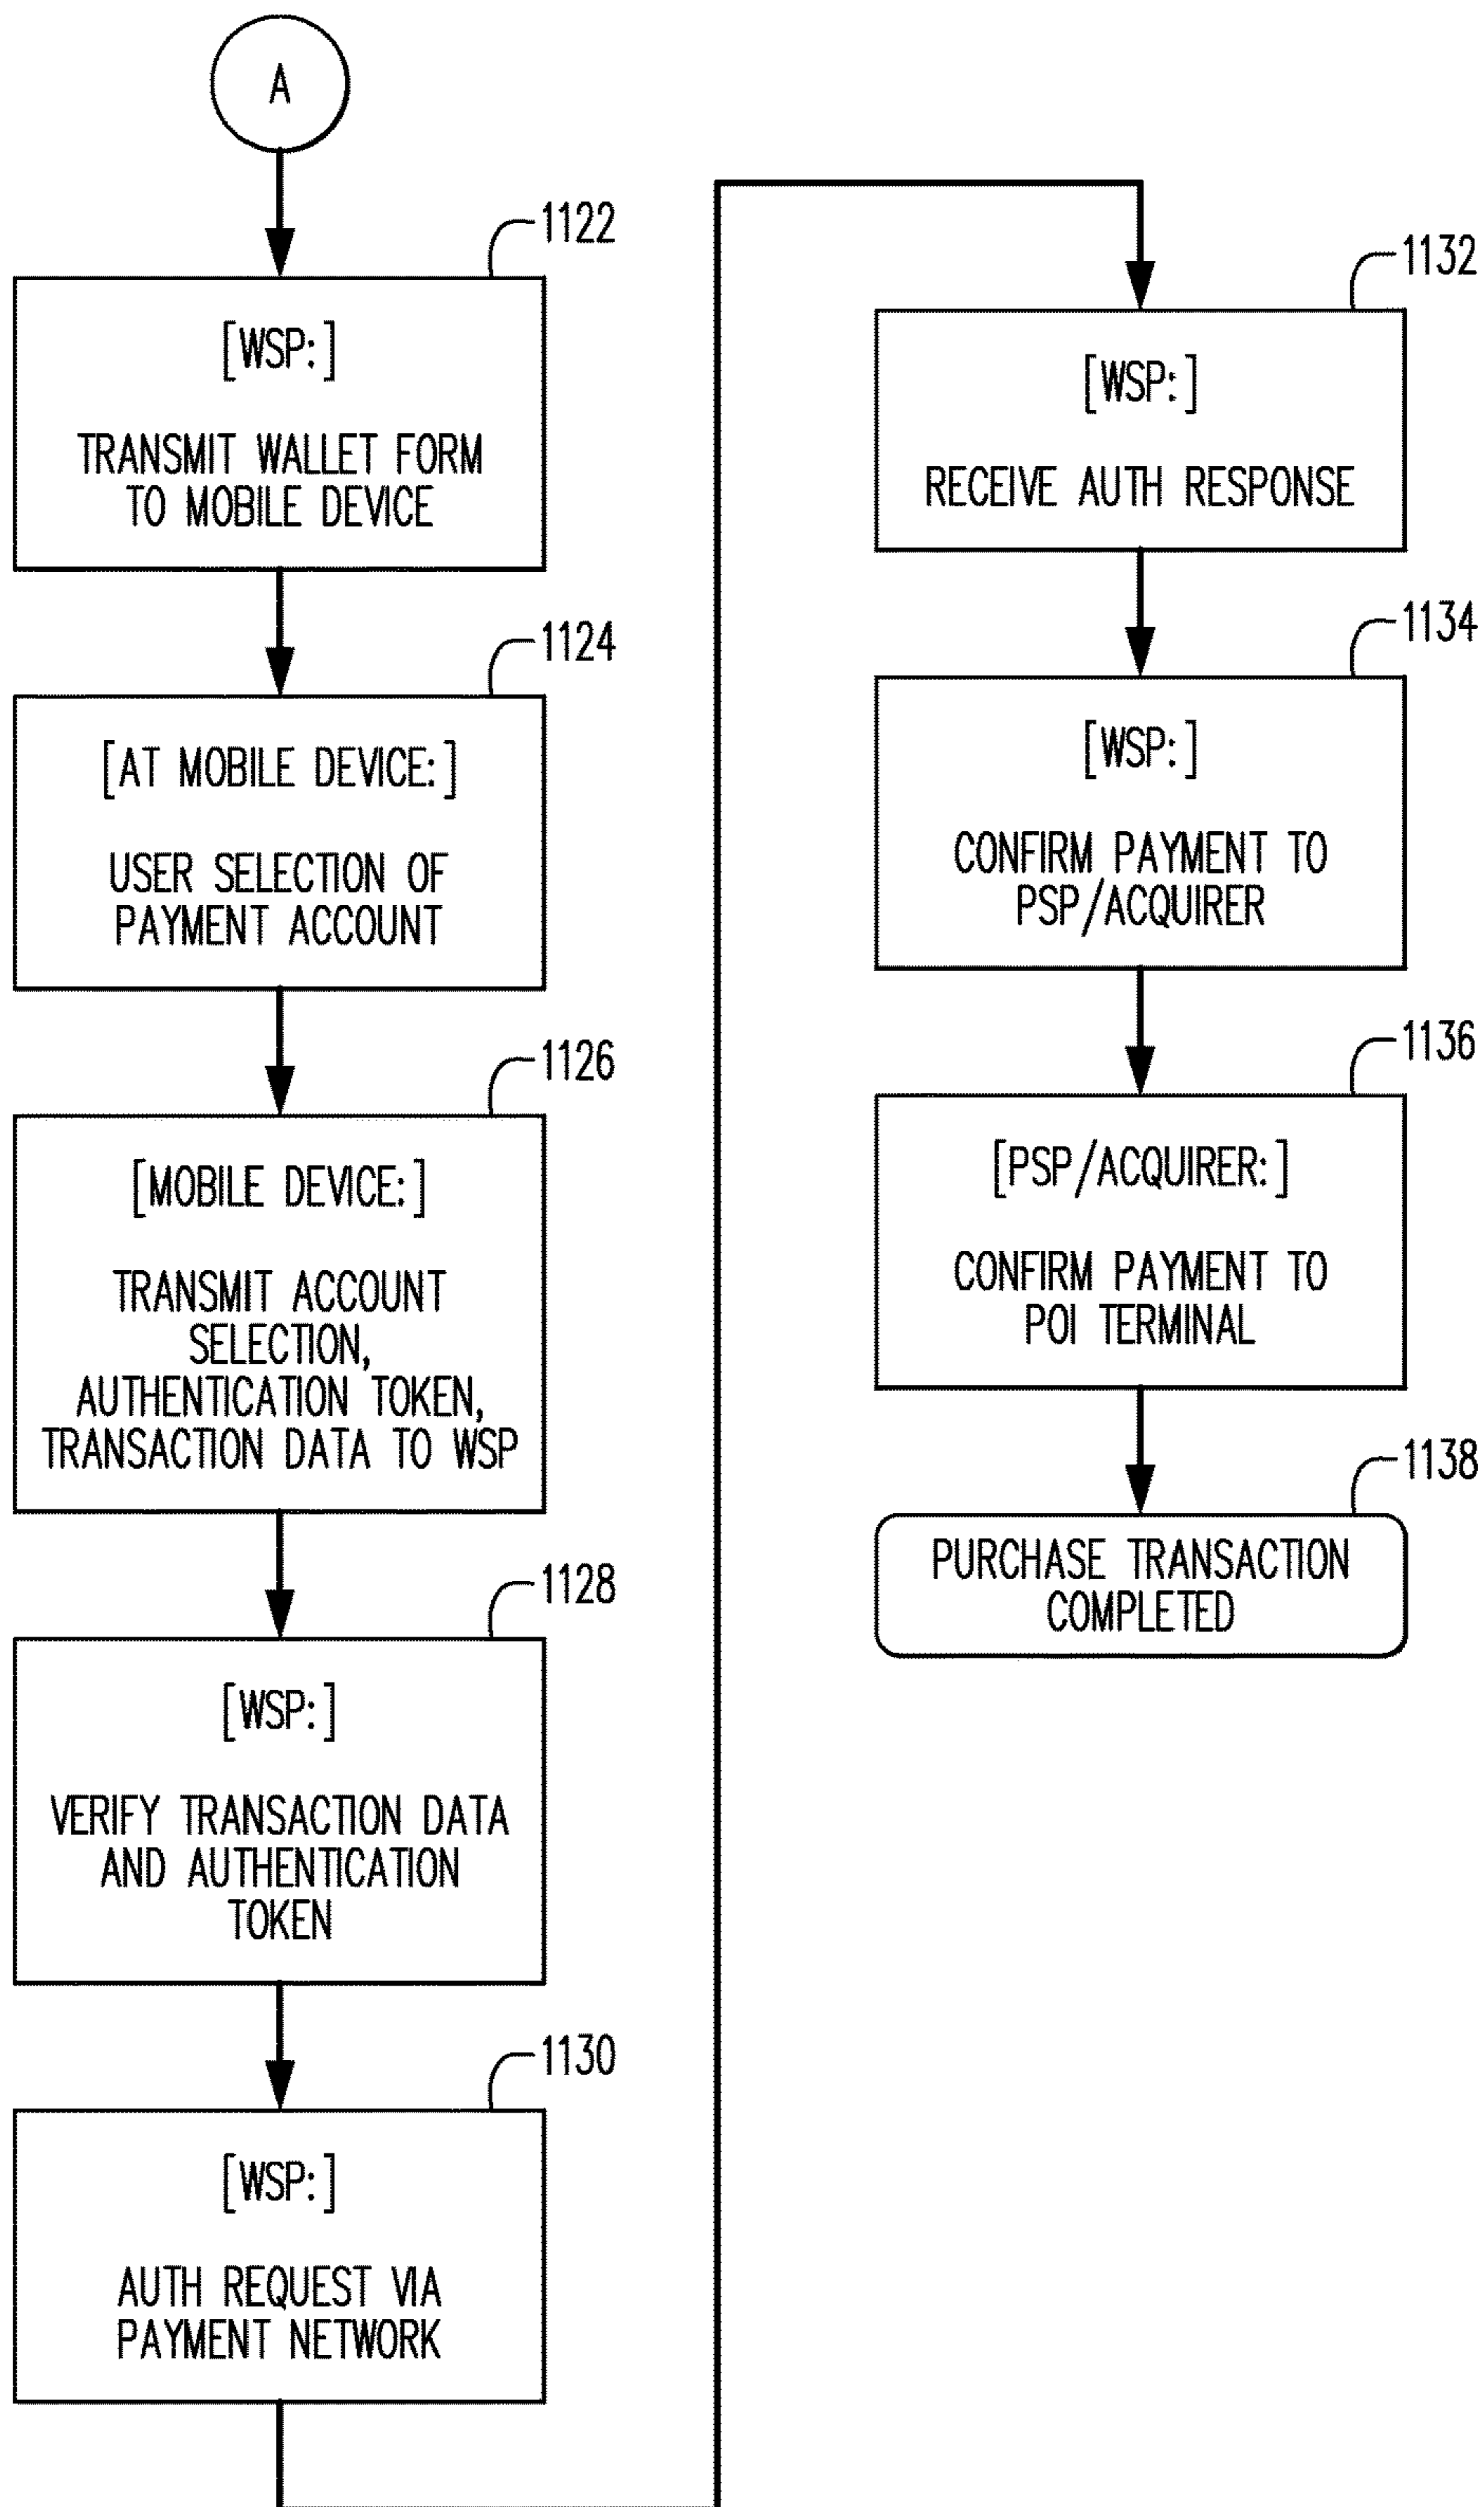 A
1122
[WSP:]
TRANSMIT WALLET FORM
TO MOBILE DEVICE
1124
[AT MOBILE DEVICE:]
USER SELECTION OF
PAYMENT ACCOUNT
1126
[MOBILE DEVICE:]
TRANSMIT ACCOUNT
SELECTION,
AUTHENTICATION TOKEN,
TRANSACTION DATA TO WSP
1128
[WSP:]
VERIFY TRANSACTION DATA
AND AUTHENTICATION
TOKEN
1130
[WSP:]
AUTH REQUEST VIA
PAYMENT NETWORK
1132
[WSP:]
RECEIVE AUTH RESPONSE
1134
[WSP:]
CONFIRM PAYMENT TO
PSP/ACQUIRER
1136
[PSP/ACQUIRER:]
CONFIRM PAYMENT TO
POI TERMINAL
1138
PURCHASE TRANSACTION
COMPLETED